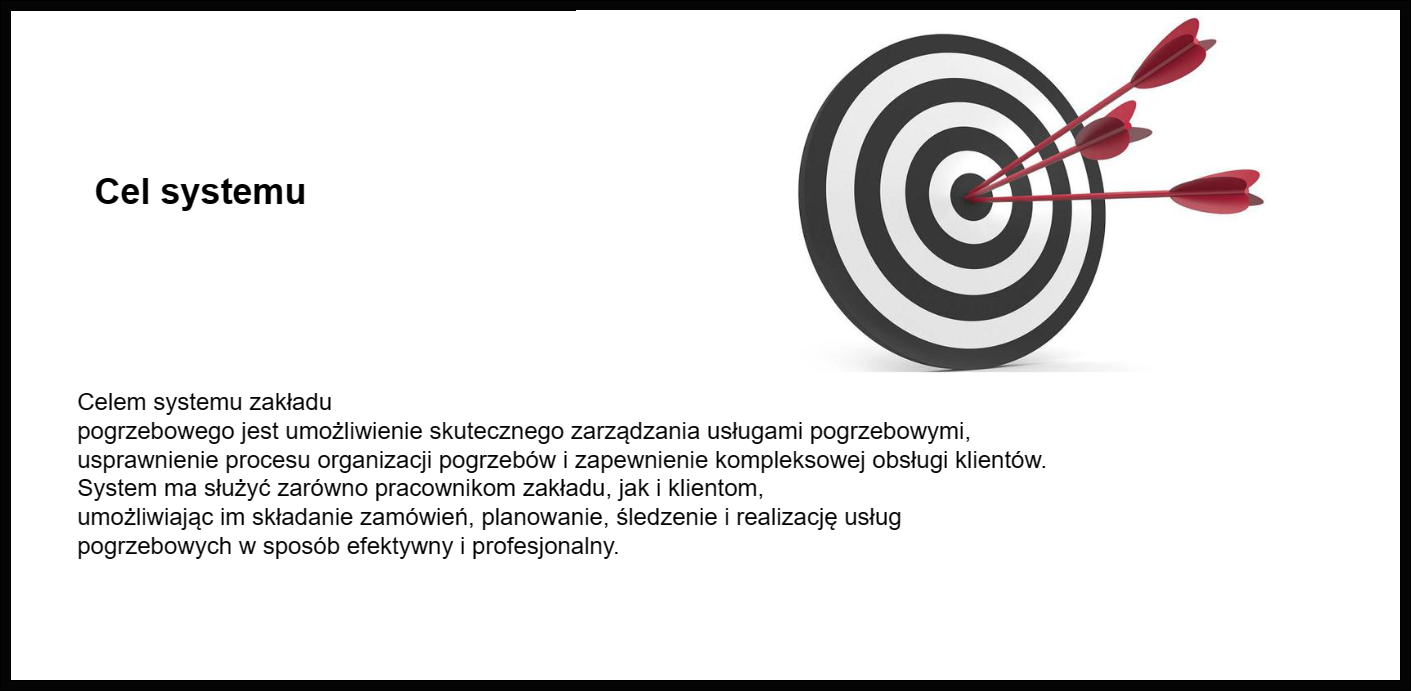 Cel systemu
Celem systemu zakładu
pogrzebowego jest umożliwienie skutecznego zarządzania usługami pogrzebowymi,
usprawnienie procesu organizacji pogrzebów i zapewnienie kompleksowej obsługi klientów.
System ma służyć zarówno pracownikom zakładu, jak i klientom,
umożliwiając im składanie zamówień, planowanie, śledzenie i realizację usług
pogrzebowych w sposób efektywny i profesjonalny.